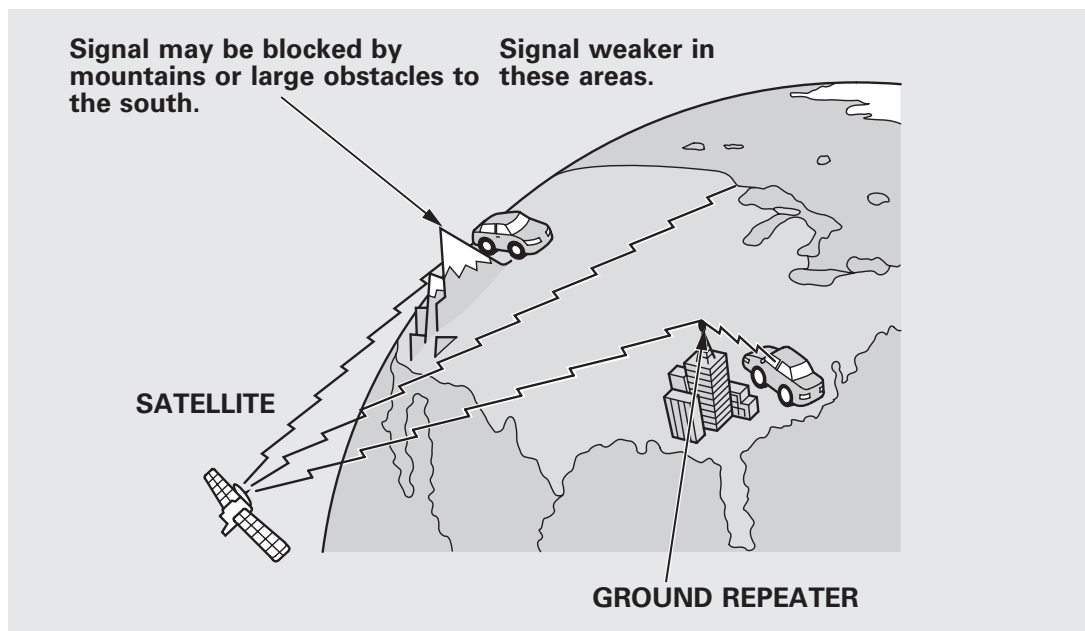 Signal may be blocked by
mountains or large obstacles to
the south.
Signal weaker in
these areas.
SATELLITE
GROUND REPEATER